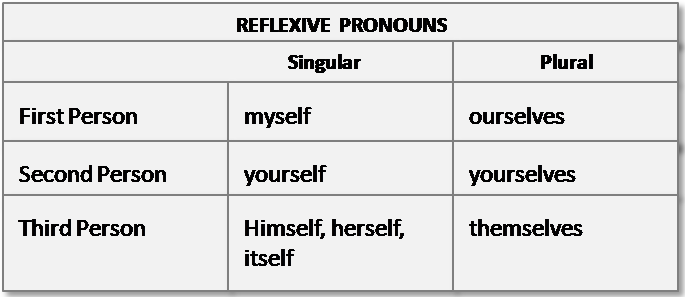 REFLEXIVE PRONOUNS
Singular Plural
First Person myself ourselves
Second Person yourself yourselves
Third Person Himself, herself, themselves
itself